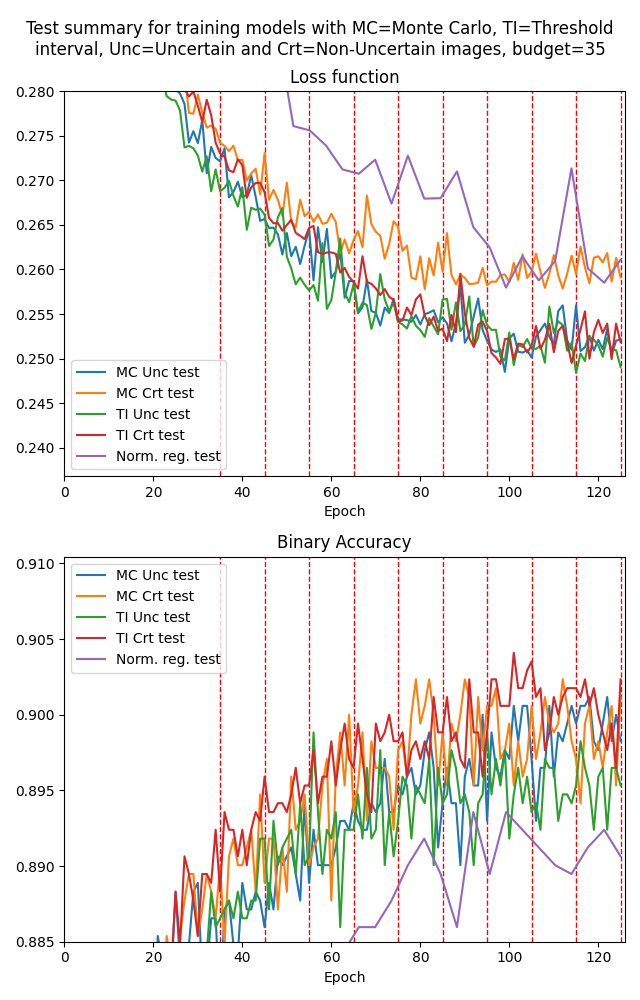 Test summary for training models with MC=Monte Carlo, TI=Threshold
interval, Unc=Uncertain and Crt=Non-Uncertain images, budget=35
Loss function
0.280
0.275
0.270
0.265
0.260
0.255
0.250
0.245
0.240
MC Unc test
MC Crt test
TI Unc test
TI Crt test
Norm. reg. test
0 20 40 60 80 100 120
Epoch
Binary Accuracy
0.910
0.905
0.900
0.895
0.890
0.885
MC Unc test
MC Crt test
TI Unc test
TI Crt test
Norm. reg. test
0 20 40 60 80 100 120
Epoch